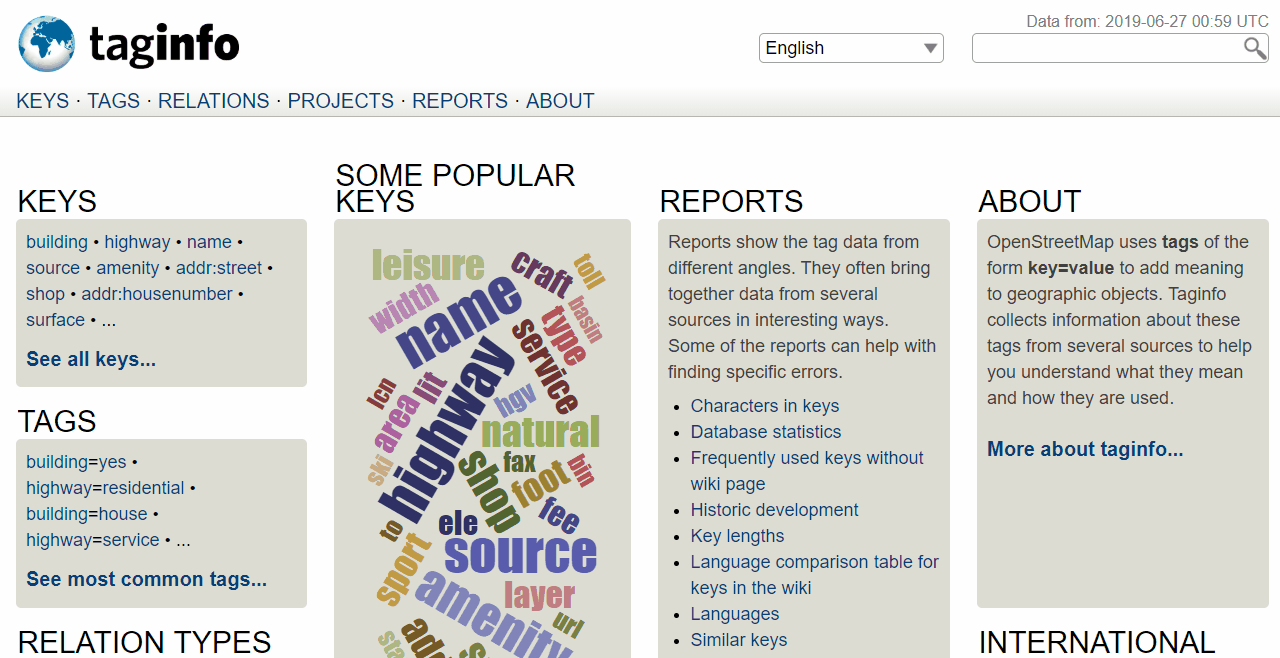 taginfo
Data from: 2019-06-27 00:59 UTC
English
KEYS · TAGS · RELATIONS · PROJECTS · REPORTS · ABOUT
KEYS
building • highway • name •
source • amenity • addr:street •
shop • addr:housenumber •
surface • ...
See all keys...
TAGS
building=yes •
highway=residential •
building=house •
highway=service • ...
See most common tags...
RELATION TYPES
SOME POPULAR
KEYS
leisure
craft
toll
width
name
basin
type
service
lcn
lit
area
highway
hgv
natural
ski
shop
fax
foot
bin
to
ele
fee
sport
source
amenity
layer
url
REPORTS
Reports show the tag data from
different angles. They often bring
together data from several
sources in interesting ways.
Some of the reports can help with
finding specific errors.
• Characters in keys
• Database statistics
• Frequently used keys without
wiki page
• Historic development
• Key lengths
• Language comparison table for
keys in the wiki
• Languages
• Similar keys
ABOUT
OpenStreetMap uses tags of the
form key=value to add meaning
to geographic objects. Taginfo
collects information about these
tags from several sources to help
you understand what they mean
and how they are used.
More about taginfo...
INTERNATIONAL